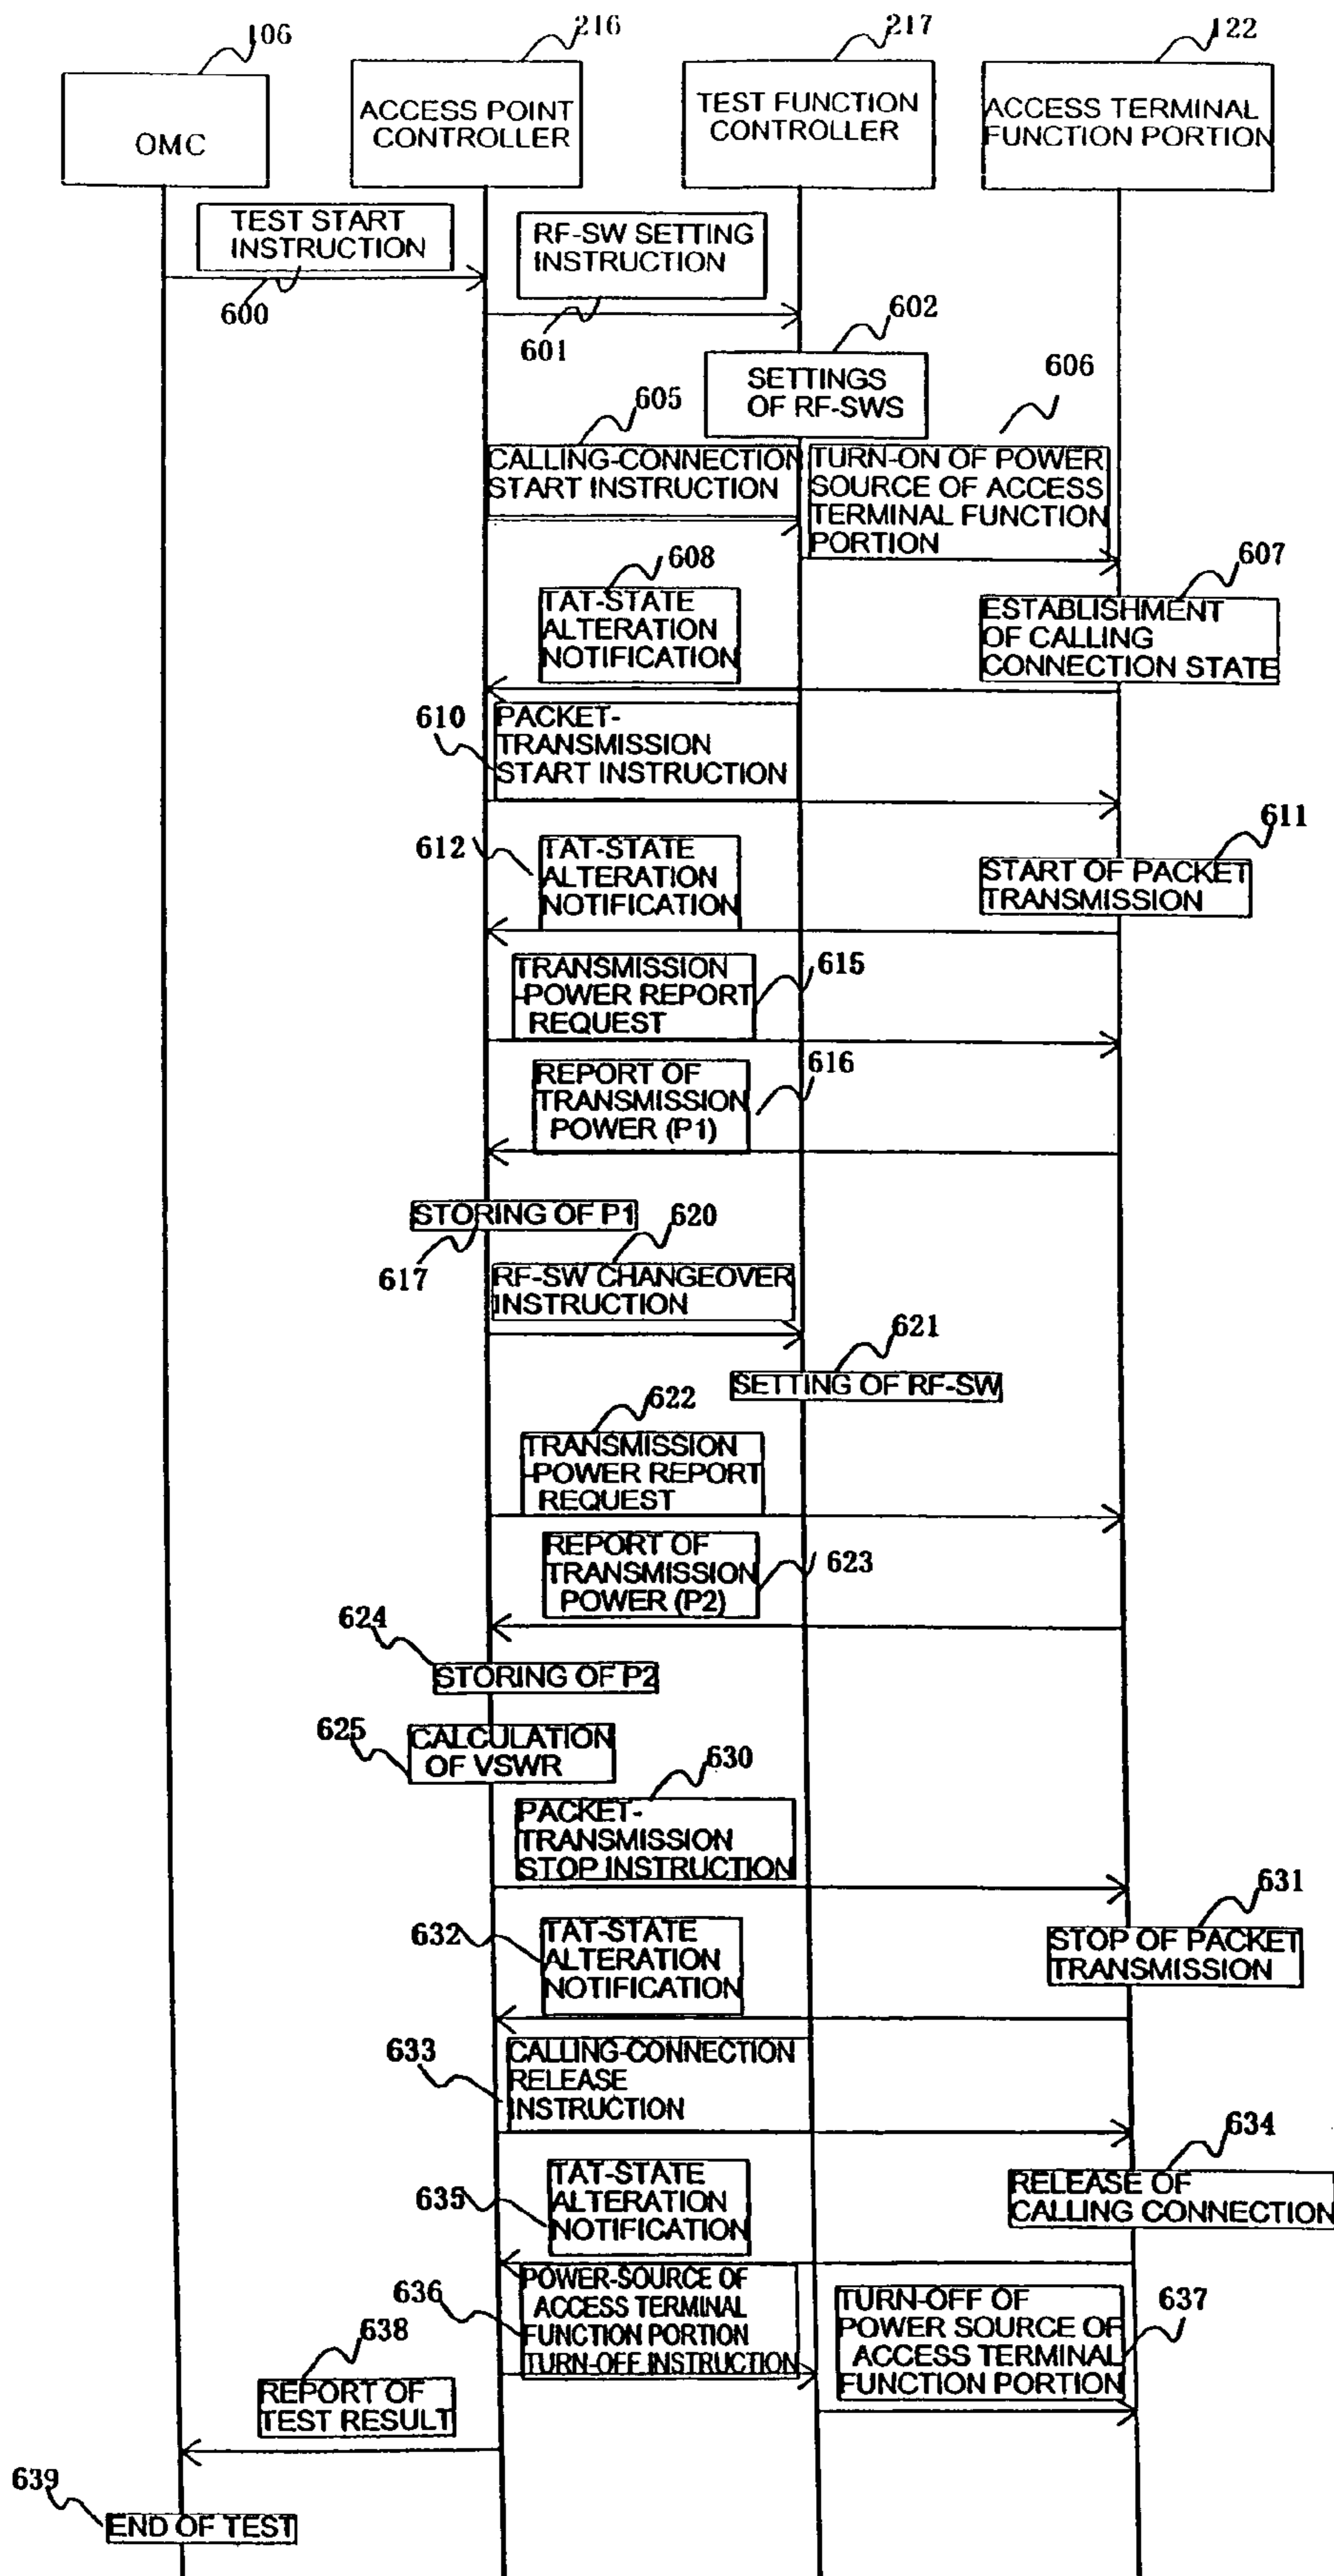 106
216
217
122
OMC
ACCESS POINT
CONTROLLER
TEST FUNCTION
CONTROLLER
ACCESS TERMINAL
FUNCTION PORTION
TEST START
INSTRUCTION
600
RF-SW SETTING
INSTRUCTION
601
602
SETTINGS
OF RF-SWS
605
CALLING-CONNECTION
START INSTRUCTION
606
TURN-ON OF POWER
SOURCE OF ACCESS
TERMINAL FUNCTION
PORTION
607
ESTABLISHMENT
OF CALLING
CONNECTION STATE
608
TAT-STATE
ALTERATION
NOTIFICATION
610
PACKET-
TRANSMISSION
START INSTRUCTION
611
START OF PACKET
TRANSMISSION
612
TAT-STATE
ALTERATION
NOTIFICATION
TRANSMISSION
-POWER REPORT
REQUEST
615
REPORT OF
TRANSMISSION
POWER (P1)
616
STORING OF P1
617
620
RF-SW CHANGEOVER
INSTRUCTION
621
SETTING OF RF-SW
622
TRANSMISSION
-POWER REPORT
REQUEST
REPORT OF
TRANSMISSION
POWER (P2)
623
624
STORING OF P2
625
CALCULATION
OF VSWR
630
PACKET-
TRANSMISSION
STOP INSTRUCTION
631
STOP OF PACKET
TRANSMISSION
632
TAT-STATE
ALTERATION
NOTIFICATION
633
CALLING-CONNECTION
RELEASE
INSTRUCTION
634
RELEASE OF
CALLING CONNECTION
635
TAT-STATE
ALTERATION
NOTIFICATION
636
POWER-SOURCE OF
ACCESS TERMINAL
FUNCTION PORTION
TURN-OFF INSTRUCTION
637
TURN-OFF OF
POWER SOURCE OF
ACCESS TERMINAL
FUNCTION PORTION
638
REPORT OF
TEST RESULT
639
END OF TEST